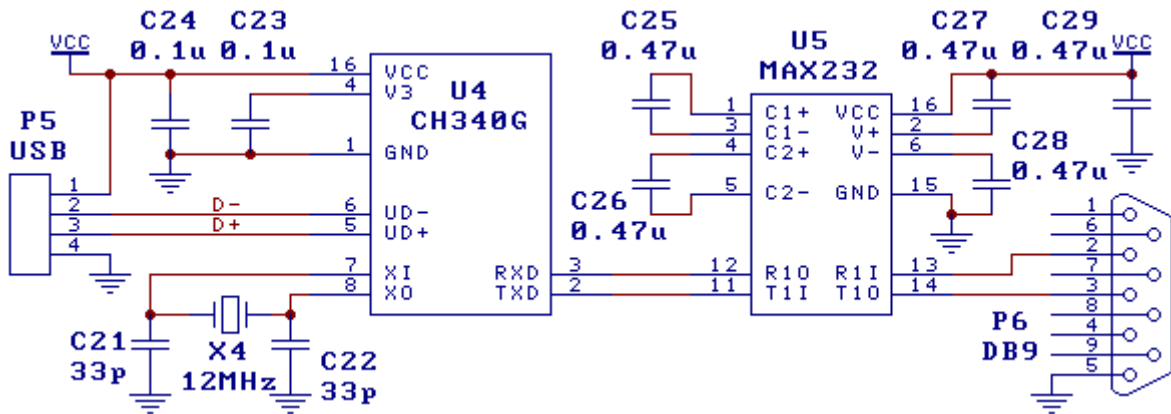 C24 C23 C25 C27 C29
0.1u 0.1u 0.47u U5 0.47u 0.47u
VCC MAX232 VCC
16 VCC U4
4 V3 CH340G
1 C1+ VCC 16
P5 3 C1- V+ 2
USB 1 GND 4 C2+ V- 6 C28
0.47u
1 5 C2- GND 15
2 D- 6 UD- C26
3 D+ 5 UD+ 0.47u
4
1
6
2
7 XI RXD 3 12 R1O R1I 13 7
8 XO TXD 2 11 T1I T1O 14 3
8
C21 X4 C22 P6 4
33p 12MHz 33p DB9 9
5